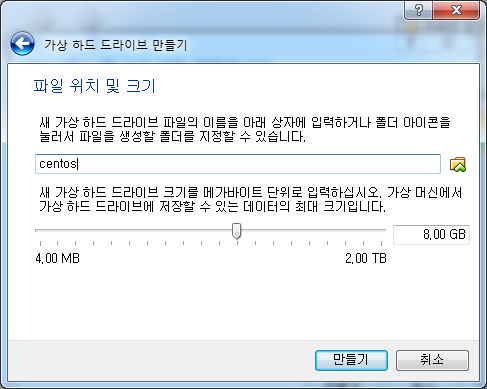 가상 하드 드라이브 만들기
파일 위치 및 크기
새 가상 하드 드라이브 파일의 이름을 아래 상자에 입력하거나 폴더 아이콘을
눌러서 파일을 생성할 폴더를 지정할 수 있습니다.
centos
새 가상 하드 드라이브 크기를 메가바이트 단위로 입력하십시오. 가상 머신에서
가상 하드 드라이브에 저장할 수 있는 데이터의 최대 크기입니다.
8,00 GB
4,00 MB 2,00 TB
만들기 취소